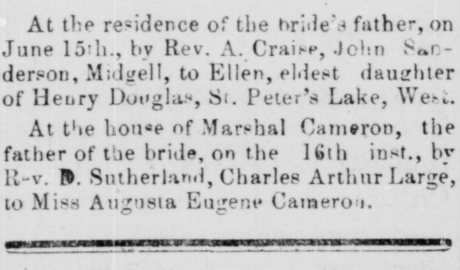 At the residence of the bride's father, on
June 15th., by Rev. A. Craise, John San-
derson, Midgell, to Ellen, eldest daughter
of Henry Douglas, St. Peter's Lake, West.
At the house of Marshal Cameron, the
father of the bride, on the 16th inst., by
Rev. D. Sutherland, Charles Arthur Large,
to Miss Augusta Eugene Cameron.